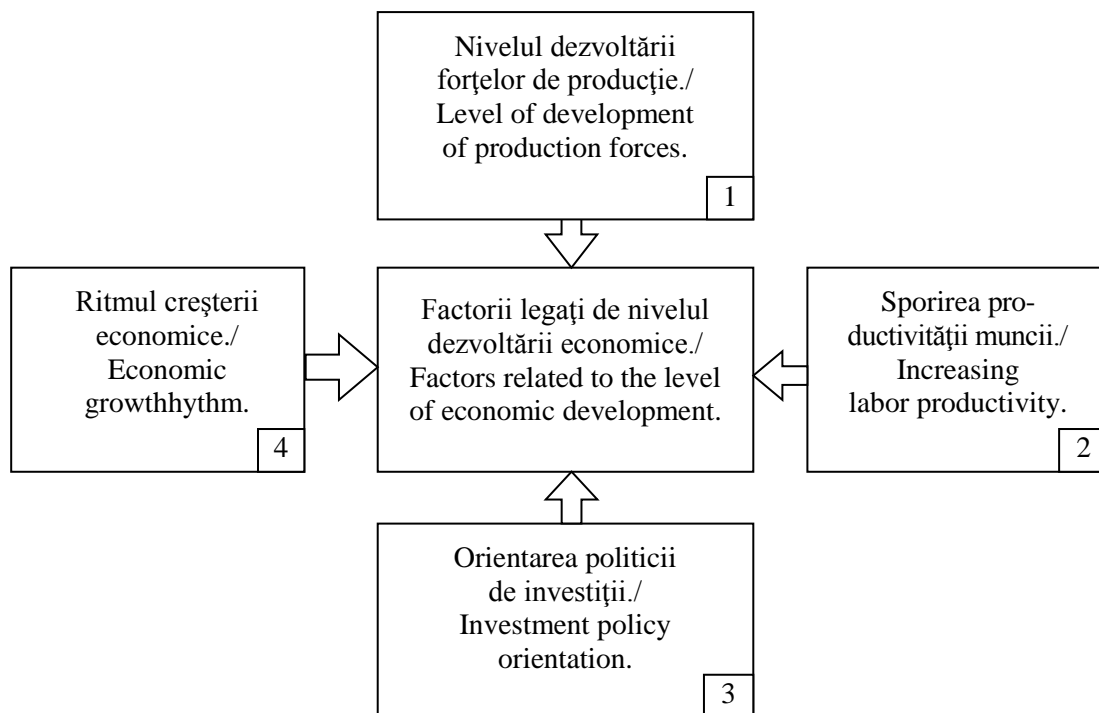 Nivelul dezvoltării
forţelor de producţie./
Level of development
of production forces.
1
Ritmul creşterii
economice./
Economic
growthhythm.
4
Factorii legaţi de nivelul
dezvoltării economice./
Factors related to the level
of economic development.
Sporirea pro-
ductivităţii muncii./
Increasing
labor productivity.
2
Orientarea politicii
de investiţii./
Investment policy
orientation.
3